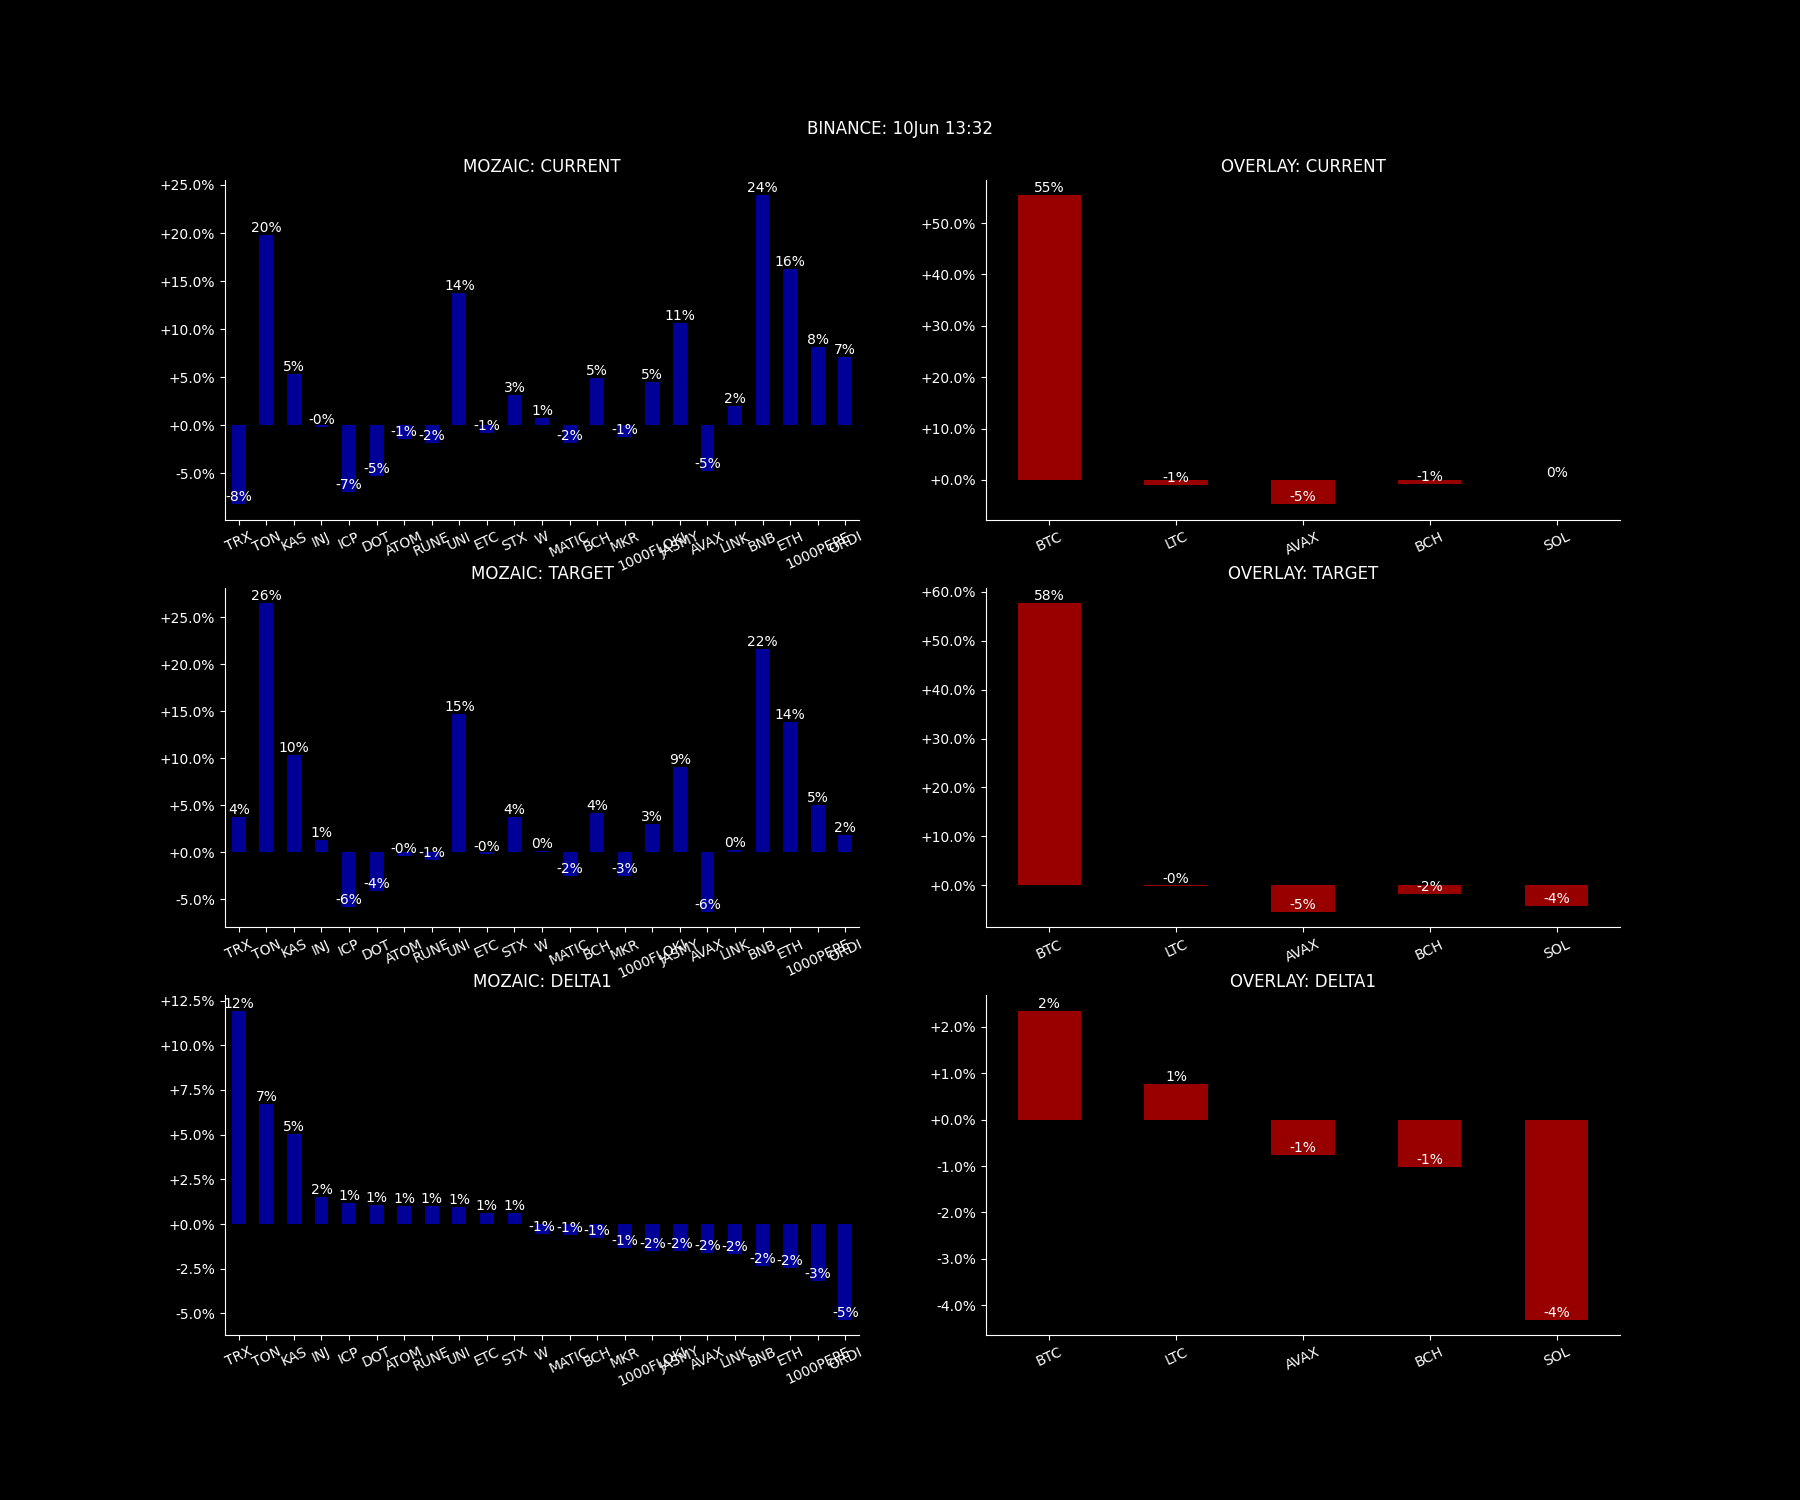 BINANCE: 10Jun 13:32
MOZAIC: CURRENT
+25.0%
+20.0%
+15.0%
+10.0%
+5.0%
+0.0%
-5.0%
-8% 20% 5% -0% -7% -5% -1% -2% 14% -1% 3% 1% -2% 5% -1% 5% 11% -5% 2% 24% 16% 8% 7%
TRX TON KAS INJ ICP DOT ATOM RUNE UNI ETC STX W MATIC BCH MKR 1000FLOKI JASMY AVAX LINK BNB ETH 1000PEPE ORDI
OVERLAY: CURRENT
+50.0%
+40.0%
+30.0%
+20.0%
+10.0%
+0.0%
55% -1% -5% -1% 0%
BTC LTC AVAX BCH SOL
MOZAIC: TARGET
+25.0%
+20.0%
+15.0%
+10.0%
+5.0%
+0.0%
-5.0%
4% 26% 10% 1% -6% -4% -0% -1% 15% -0% 4% 0% -2% 4% -3% 3% 9% -6% 0% 22% 14% 5% 2%
TRX TON KAS INJ ICP DOT ATOM RUNE UNI ETC STX W MATIC BCH MKR 1000FLOKI JASMY AVAX LINK BNB ETH 1000PEPE ORDI
OVERLAY: TARGET
+60.0%
+50.0%
+40.0%
+30.0%
+20.0%
+10.0%
+0.0%
58% -0% -5% -2% -4%
BTC LTC AVAX BCH SOL
MOZAIC: DELTA1
+12.5%
+10.0%
+7.5%
+5.0%
+2.5%
+0.0%
-2.5%
-5.0%
12% 7% 5% 2% 1% 1% 1% 1% 1% 1% 1% -1% -1% -1% -1% -2% -2% -2% -2% -2% -2% -3% -5%
TRX TON KAS INJ ICP DOT ATOM RUNE UNI ETC STX W MATIC BCH MKR 1000FLOKI JASMY AVAX LINK BNB ETH 1000PEPE ORDI
OVERLAY: DELTA1
+2.0%
+1.0%
+0.0%
-1.0%
-2.0%
-3.0%
-4.0%
2% 1% -1% -1% -4%
BTC LTC AVAX BCH SOL